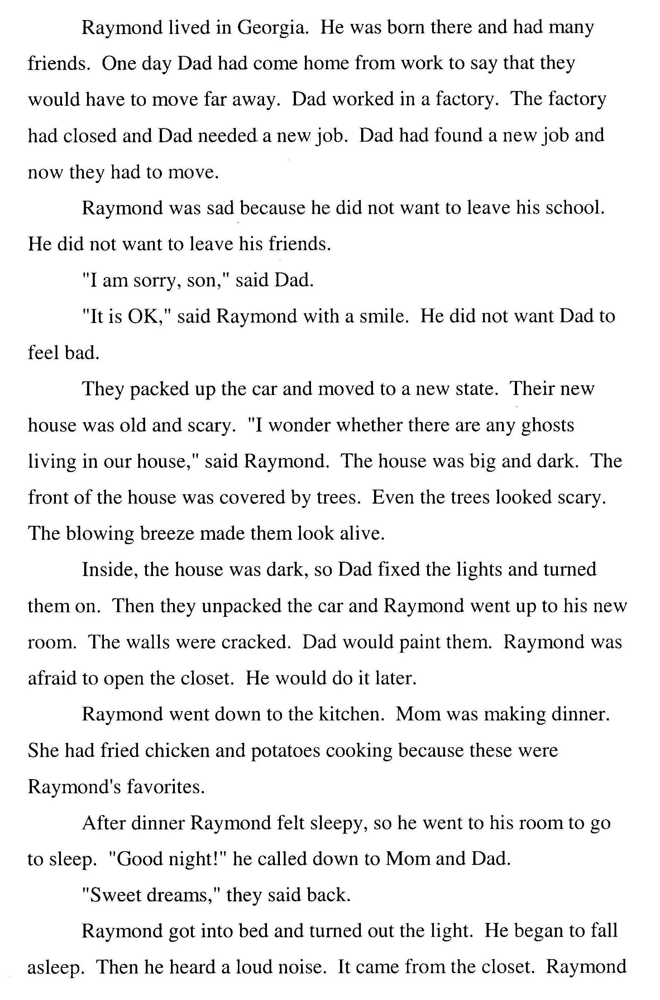 Raymond lived in Georgia.  He was born there and had many
friends.  One day Dad had come home from work to say that they
would have to move far away.  Dad worked in a factory.  The factory
had closed and Dad needed a new job.  Dad had found a new job and
now they had to move.
Raymond was sad because he did not want to leave his school.
He did not want to leave his friends.
"I am sorry, son," said Dad.
"It is OK," said Raymond with a smile.  He did not want Dad to
feel bad.
They packed up the car and moved to a new state.  Their new
house was old and scary.  "I wonder whether there are any ghosts
living in our house," said Raymond.  The house was big and dark.  The
front of the house was covered by trees.  Even the trees looked scary.
The blowing breeze made them look alive.
Inside, the house was dark, so Dad fixed the lights and turned
them on.  Then they unpacked the car and Raymond went up to his new
room.  The walls were cracked.  Dad would paint them.  Raymond was
afraid to open the closet.  He would do it later.
Raymond went down to the kitchen.  Mom was making dinner.
She had fried chicken and potatoes cooking because these were
Raymond's favorites.
After dinner Raymond felt sleepy, so he went to his room to go
to sleep.  "Good night!" he called down to Mom and Dad.
"Sweet dreams," they said back.
Raymond got into bed and turned out the light.  He began to fall
asleep.  Then he heard a loud noise.  It came from the closet.  Raymond